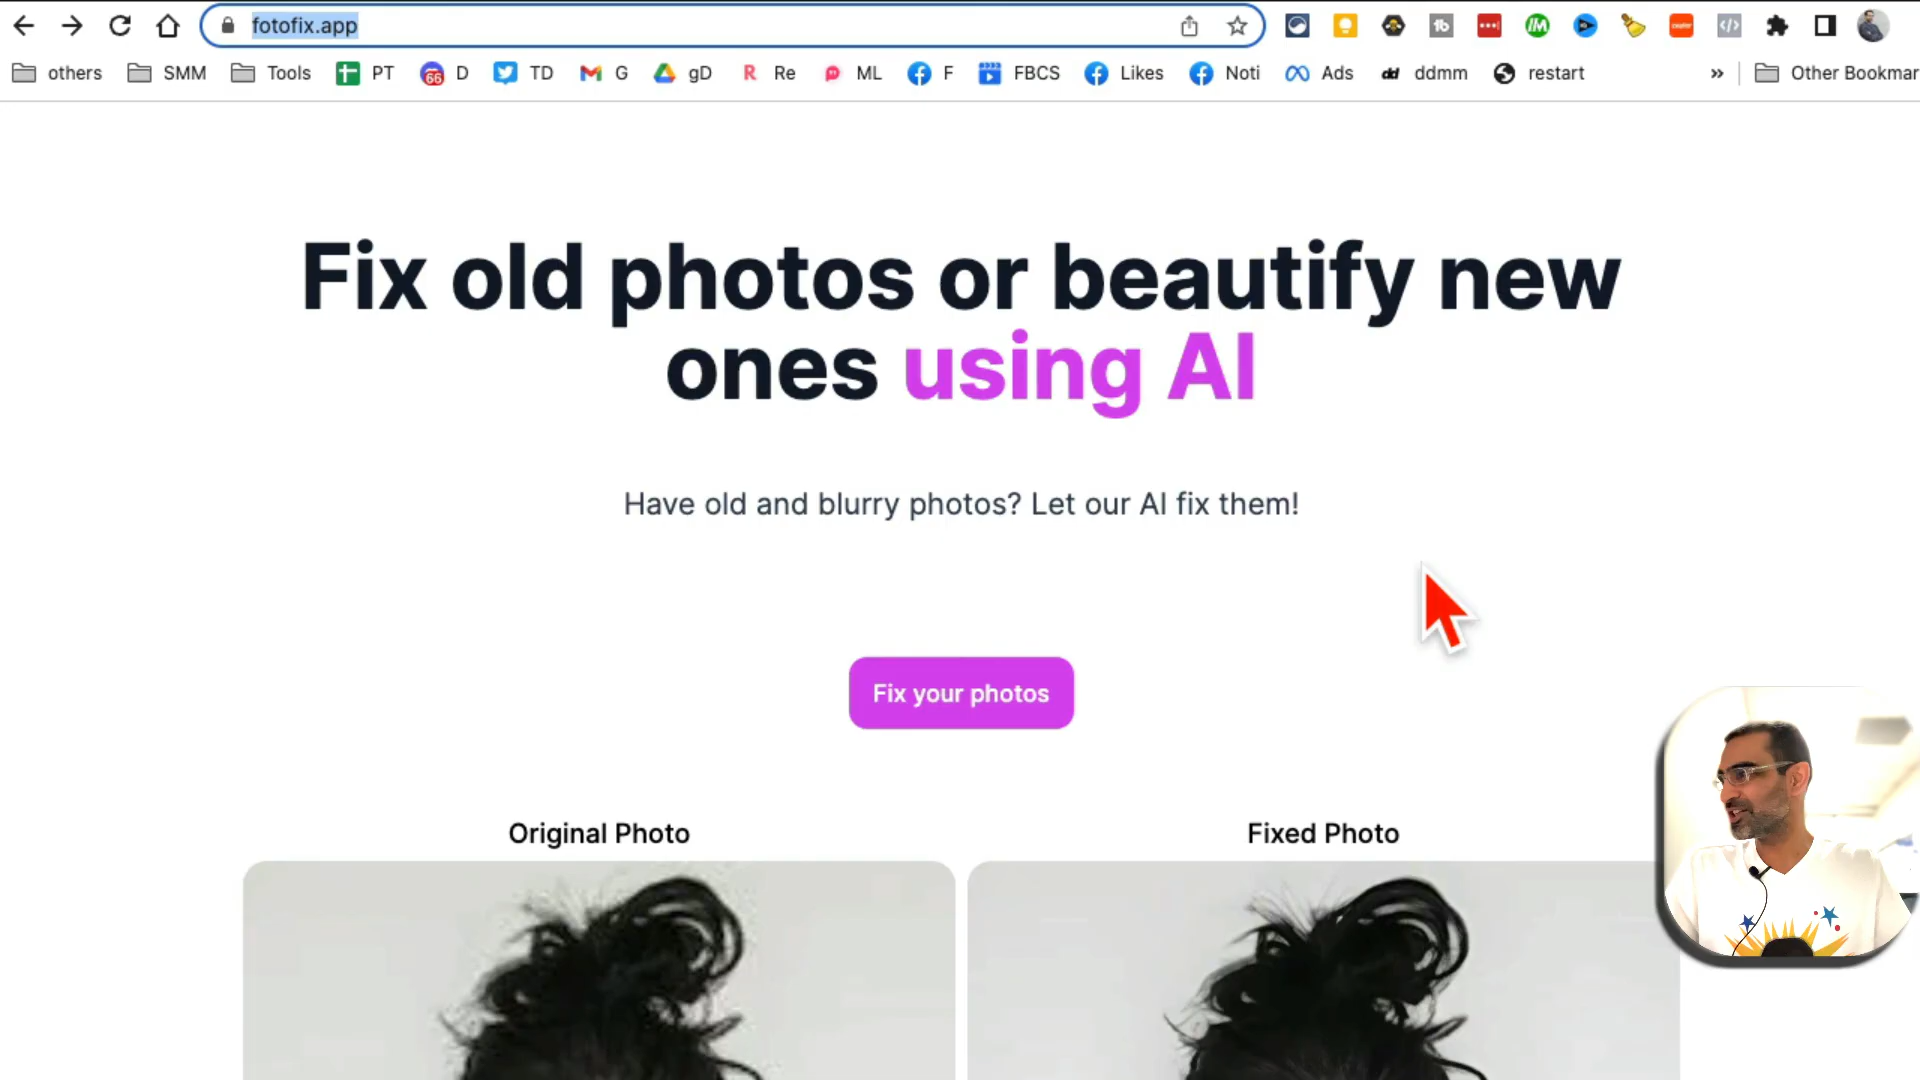 fotofix.app
others SMM Tools PT D TD G gD Re ML F FBCS Likes Noti Ads ddmm restart » Other Bookmar
Fix old photos or beautify new
ones using AI
Have old and blurry photos? Let our AI fix them!
Fix your photos
Original Photo Fixed Photo